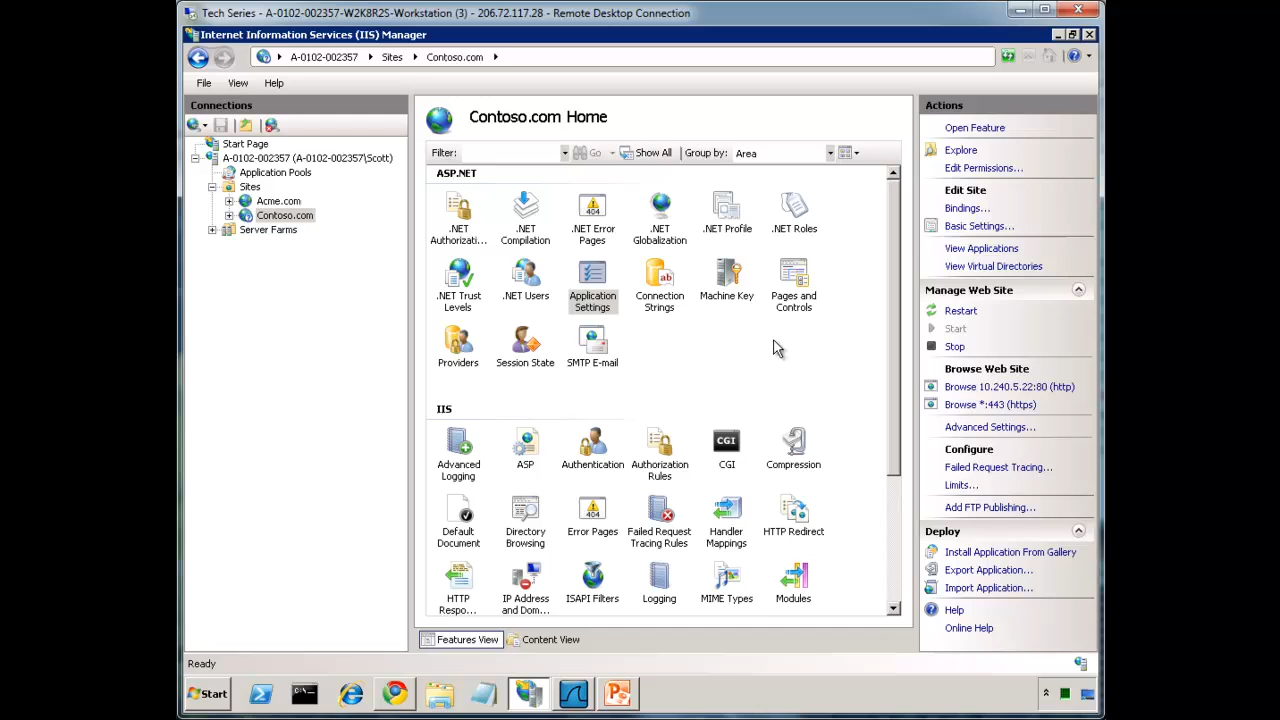 Tech Series - A-0102-002357-W2K8R2S-Workstation (3) - 206.72.117.28 - Remote Desktop Connection
Internet Information Services (IIS) Manager
A-0102-002357 Sites Contoso.com
File View Help
Connections
Start Page
A-0102-002357 (A-0102-002357\Scott)
Application Pools
Sites
Acme.com
Contoso.com
Server Farms
Contoso.com Home
Filter: Go Show All Group by: Area
ASP.NET
.NET Authorizati...
.NET Compilation
.NET Error Pages
.NET Globalization
.NET Profile
.NET Roles
.NET Trust Levels
.NET Users
Application Settings
Connection Strings
Machine Key
Pages and Controls
Providers
Session State
SMTP E-mail
IIS
Advanced Logging
ASP
Authentication
Authorization Rules
CGI
Compression
Default Document
Directory Browsing
Error Pages
Failed Request Tracing Rules
Handler Mappings
HTTP Redirect
HTTP Respo...
IP Address and Dom...
ISAPI Filters
Logging
MIME Types
Modules
Features View Content View
Actions
Open Feature
Explore
Edit Permissions...
Edit Site
Bindings...
Basic Settings...
View Applications
View Virtual Directories
Manage Web Site
Restart
Start
Stop
Browse Web Site
Browse 10.240.5.22:80 (http)
Browse *:443 (https)
Advanced Settings...
Configure
Failed Request Tracing...
Limits...
Add FTP Publishing...
Deploy
Install Application From Gallery
Export Application...
Import Application...
Help
Online Help
Ready
Start